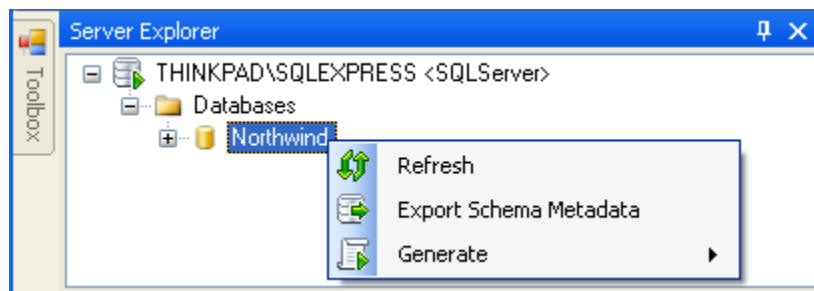 Server Explorer
Toolbox
THINKPAD\SQLEXPRESS <SQLServer>
Databases
Northwind
Refresh
Export Schema Metadata
Generate